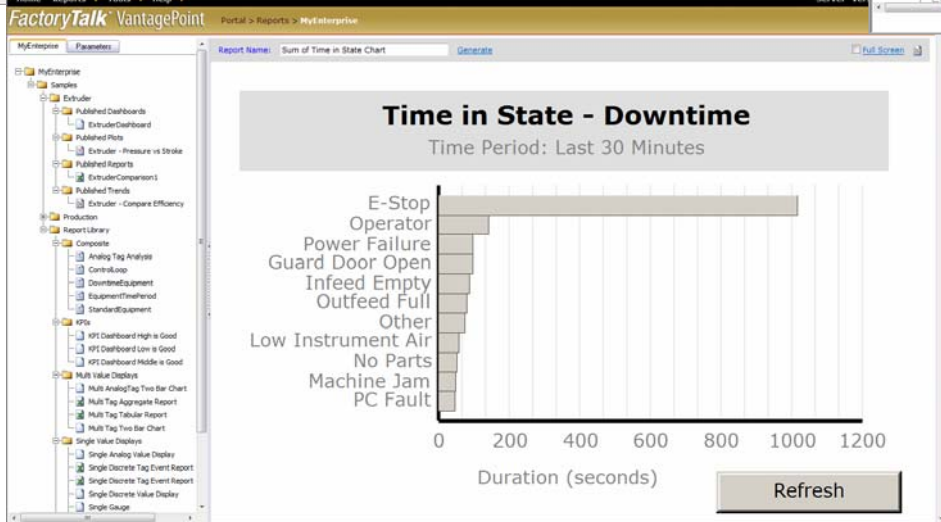 Home Reports Tools Help
Server Ver
FactoryTalk VantagePoint
Portal > Reports > MyEnterprise
MyEnterprise Parameters
Report Name: Sum of Time in State Chart Generate Full Screen
MyEnterprise
Samples
Extruder
Published Dashboards
ExtruderDashboard
Published Plots
Extruder - Pressure vs Stroke
Published Reports
ExtruderComparison1
Published Trends
Extruder - Compare Efficiency
Production
Report Library
Composite
Analog Tag Analysis
ControlLoop
DowntimeEquipment
EquipmentTimePeriod
StandardEquipment
KPIs
KPI Dashboard High is Good
KPI Dashboard Low is Good
KPI Dashboard Middle is Good
Multi Value Displays
Multi AnalogTag Two Bar Chart
Multi Tag Aggregate Report
Multi Tag Tabular Report
Multi Tag Two Bar Chart
Single Value Displays
Single Analog Value Display
Single Discrete Tag Event Report
Single Discrete Tag Event Report
Single Discrete Value Display
Single Gauge
Time in State - Downtime
Time Period: Last 30 Minutes
E-Stop
Operator
Power Failure
Guard Door Open
Infeed Empty
Outfeed Full
Other
Low Instrument Air
No Parts
Machine Jam
PC Fault
0 200 400 600 800 1000 1200
Duration (seconds)
Refresh